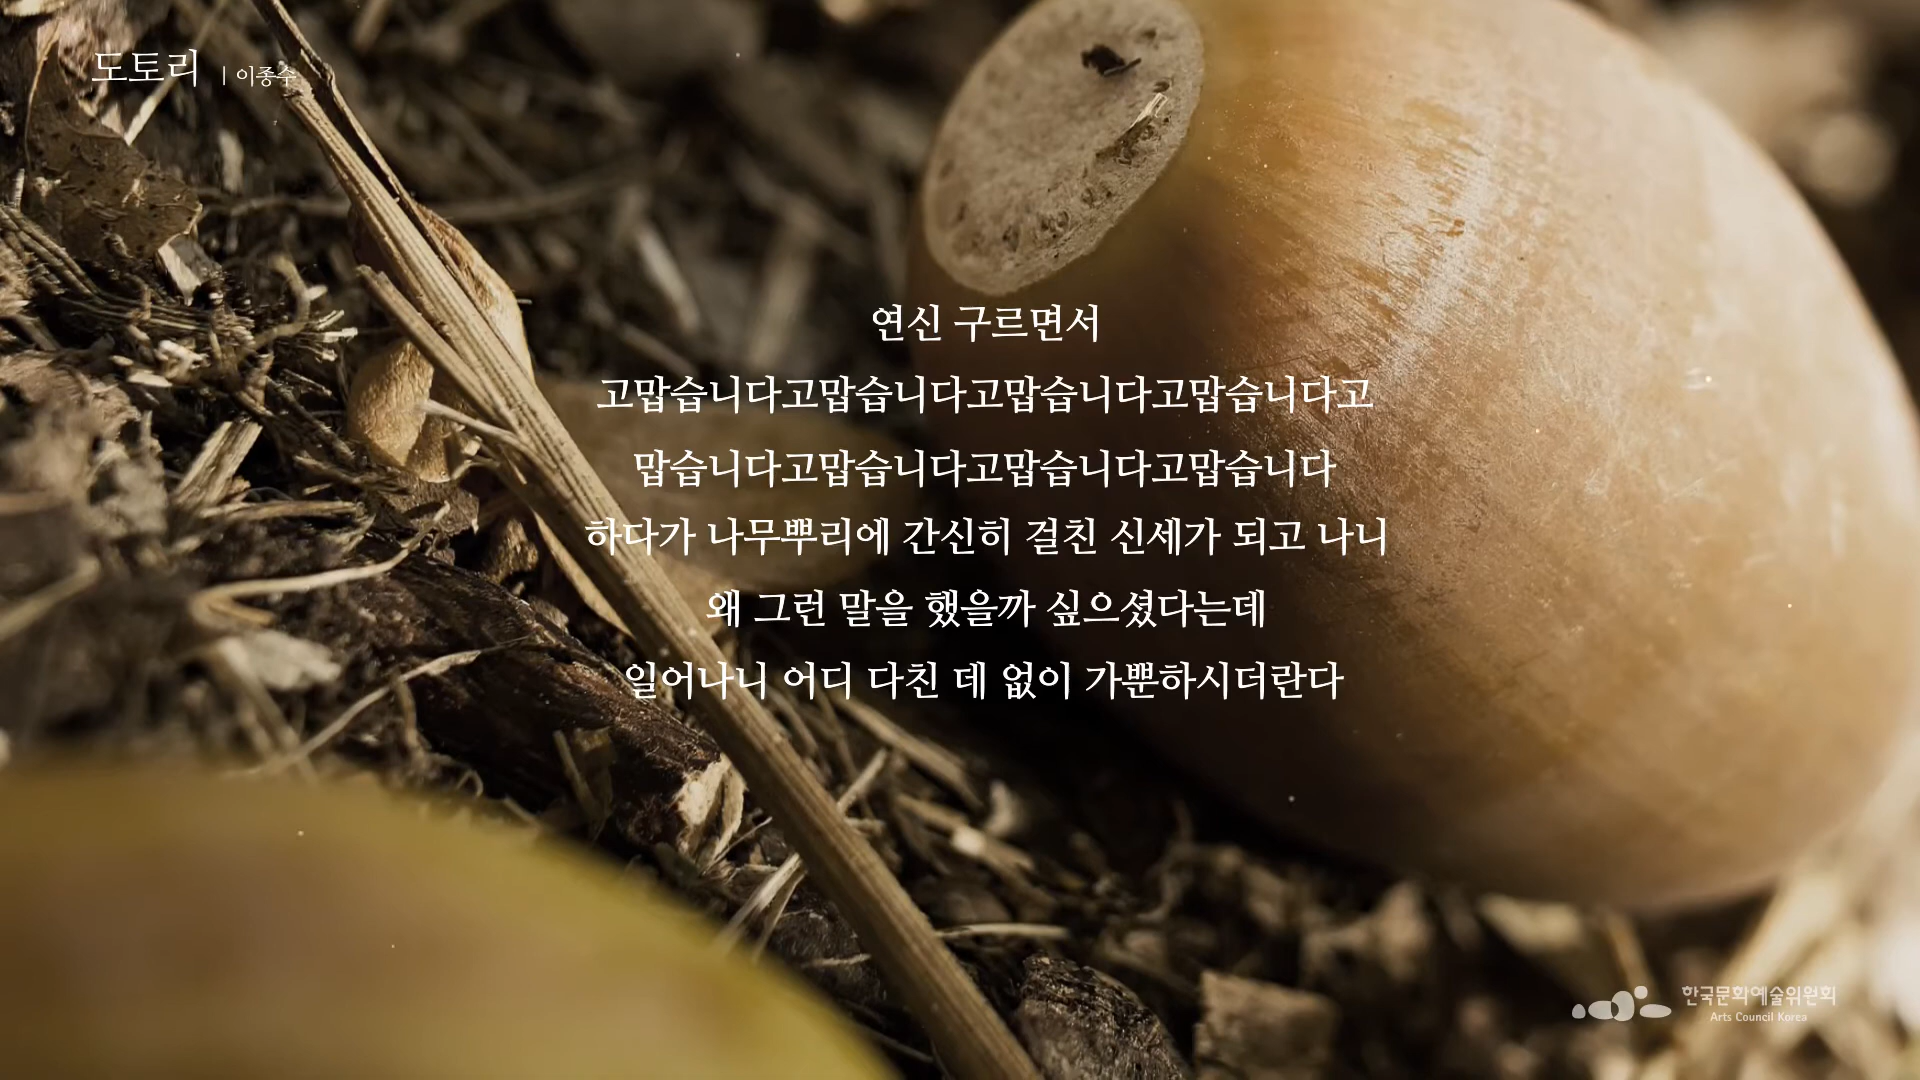 도토리 | 이종수
연신 구르면서
고맙습니다고맙습니다고맙습니다고맙습니다고
맙습니다고맙습니다고맙습니다고맙습니다
하다가 나무뿌리에 간신히 걸친 신세가 되고 나니
왜 그런 말을 했을까 싶으셨다는데
일어나니 어디 다친 데 없이 가뿐하시더란다
한국문화예술위원회
Arts Council Korea